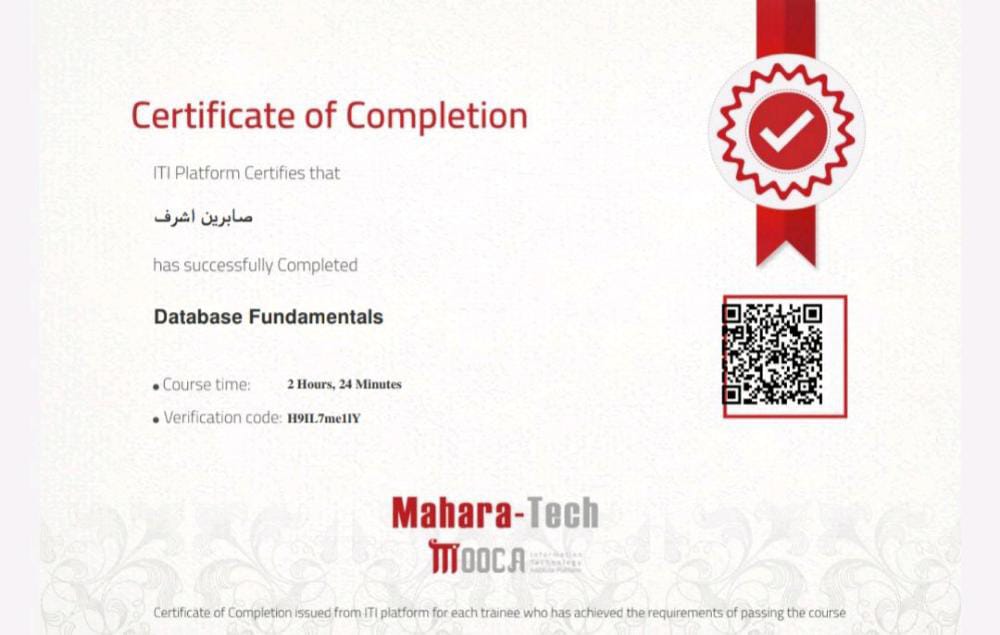 Certificate of Completion
ITI Platform Certifies that
صابرين اشرف
has successfully Completed
Database Fundamentals
• Course time: 2 Hours, 24 Minutes
• Verification code: H9IL7me1lY
Mahara-Tech
MOOCA
Information
Technology
Certificate of Completion issued from ITI platform for each trainee who has achieved the requirements of passing the course